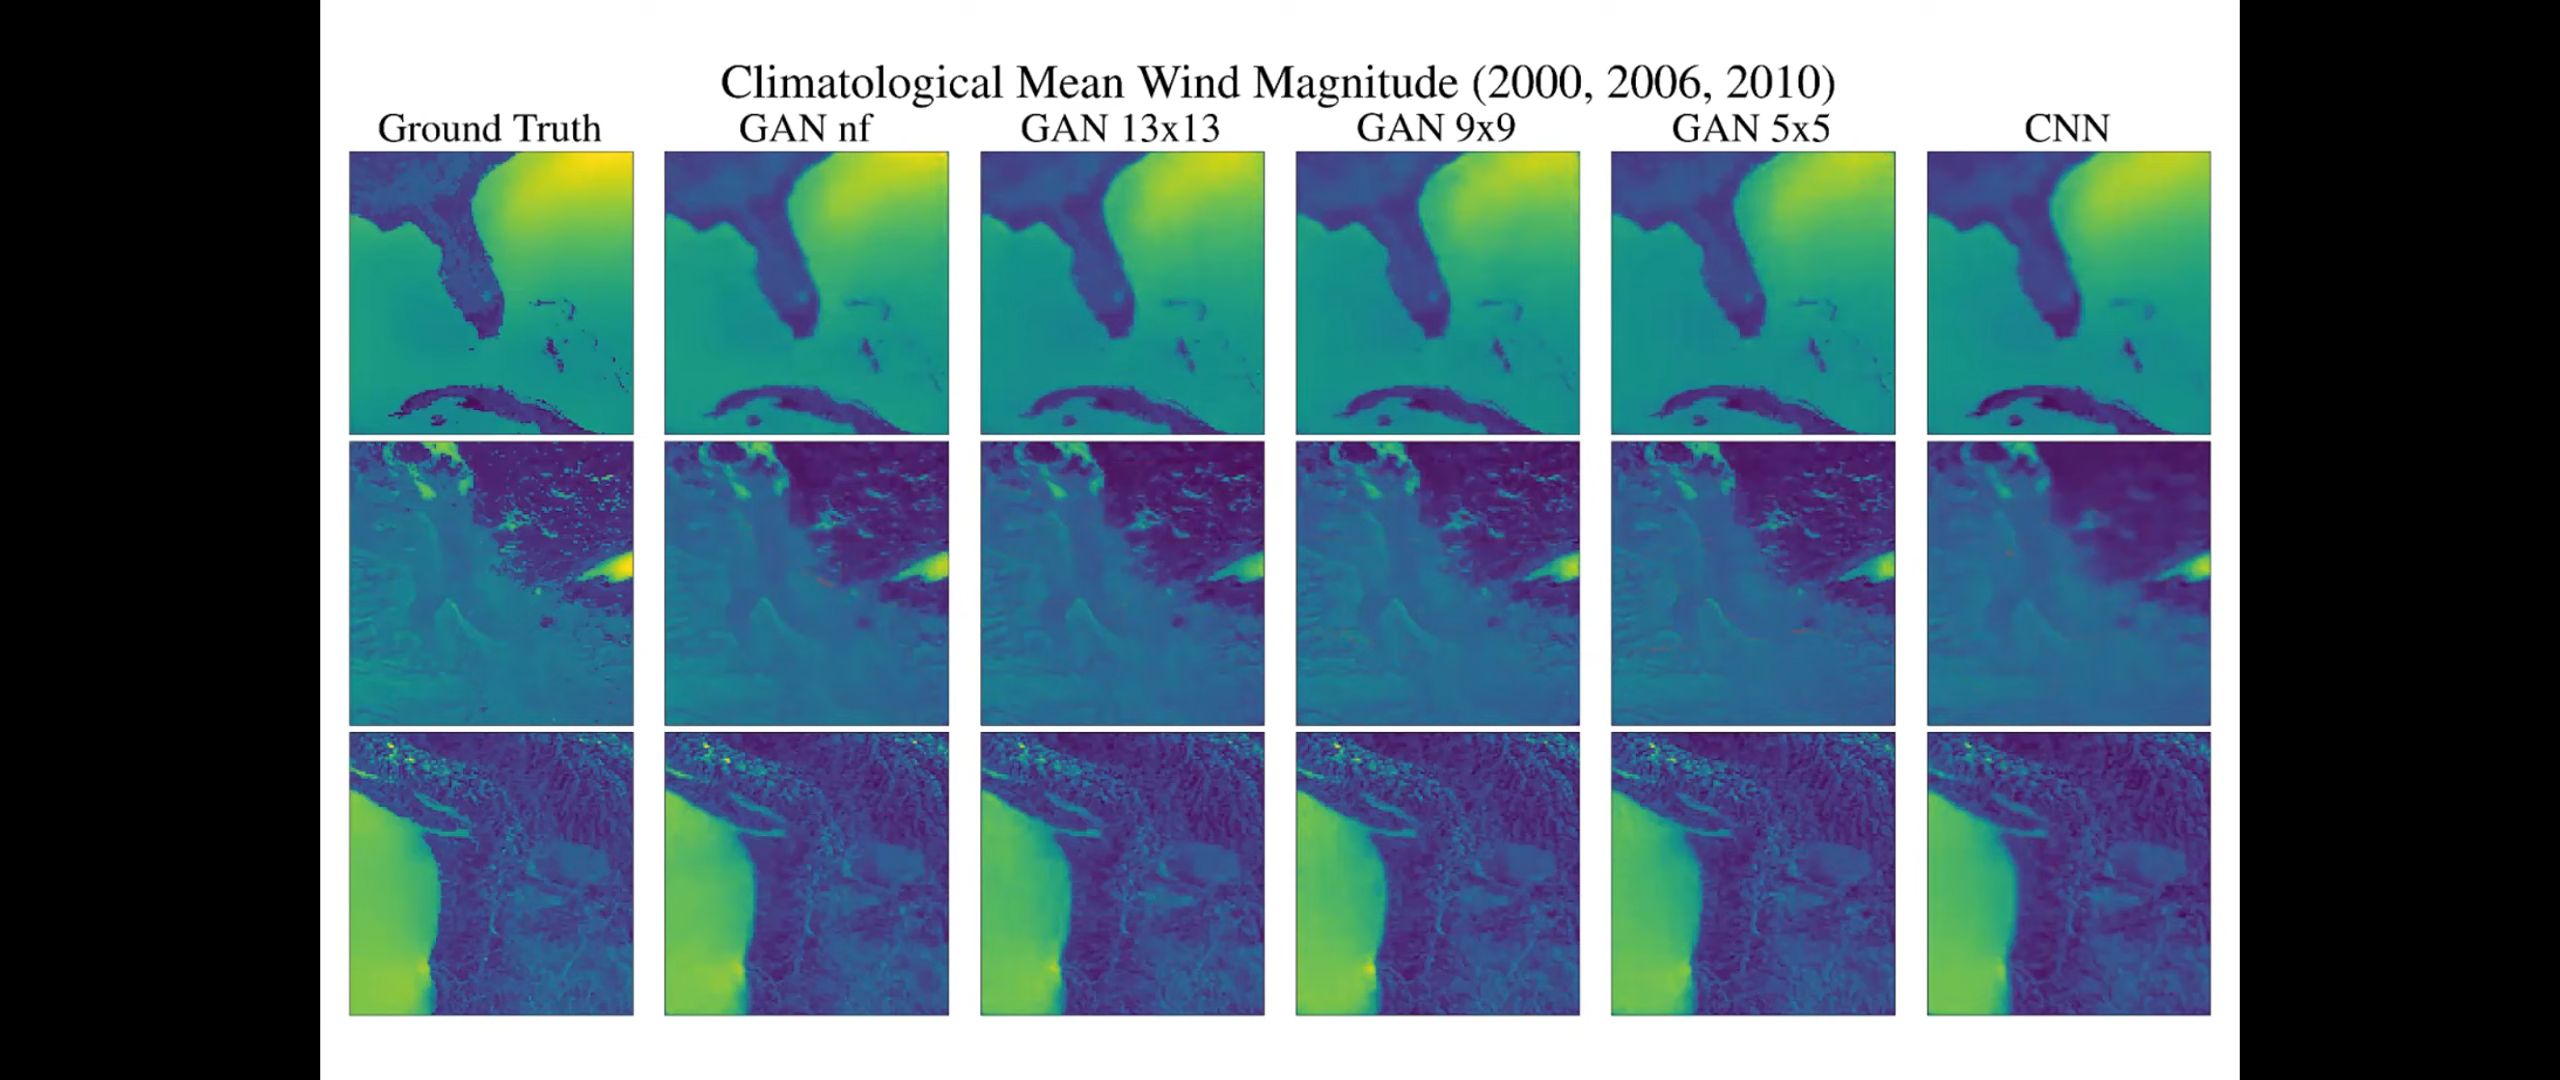 Climatological Mean Wind Magnitude (2000, 2006, 2010)
Ground Truth GAN nf GAN 13x13 GAN 9x9 GAN 5x5 CNN